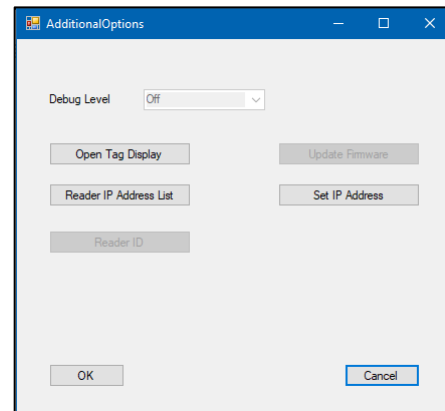 AdditionalOptions
Debug Level Off
Open Tag Display Update Firmware
Reader IP Address List Set IP Address
Reader ID
OK Cancel